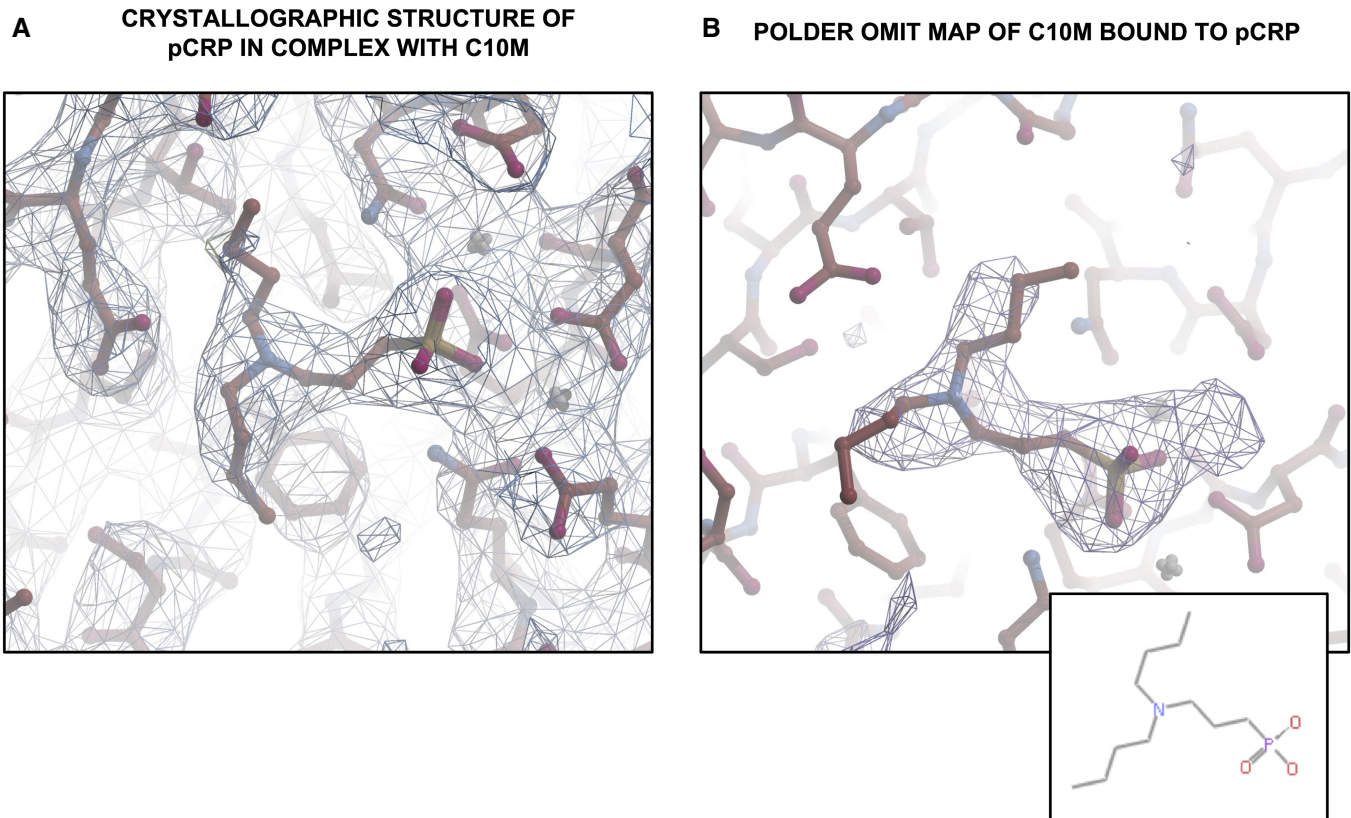 A
CRYSTALLOGRAPHIC STRUCTURE OF
pCRP IN COMPLEX WITH C10M
B
POLDER OMIT MAP OF C10M BOUND TO pCRP
N
O
P
O
O